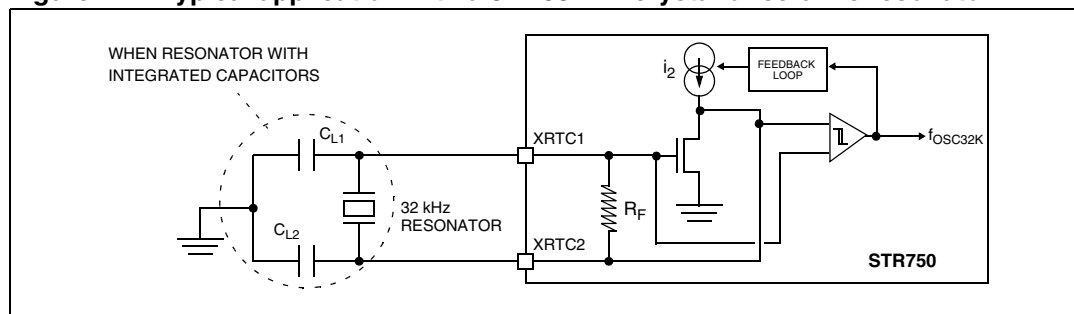 WHEN RESONATOR WITH
INTEGRATED CAPACITORS
CL1
CL2
32 kHz
RESONATOR
XRTC1
XRTC2
RF
i2
FEEDBACK
LOOP
fOSC32K
STR750